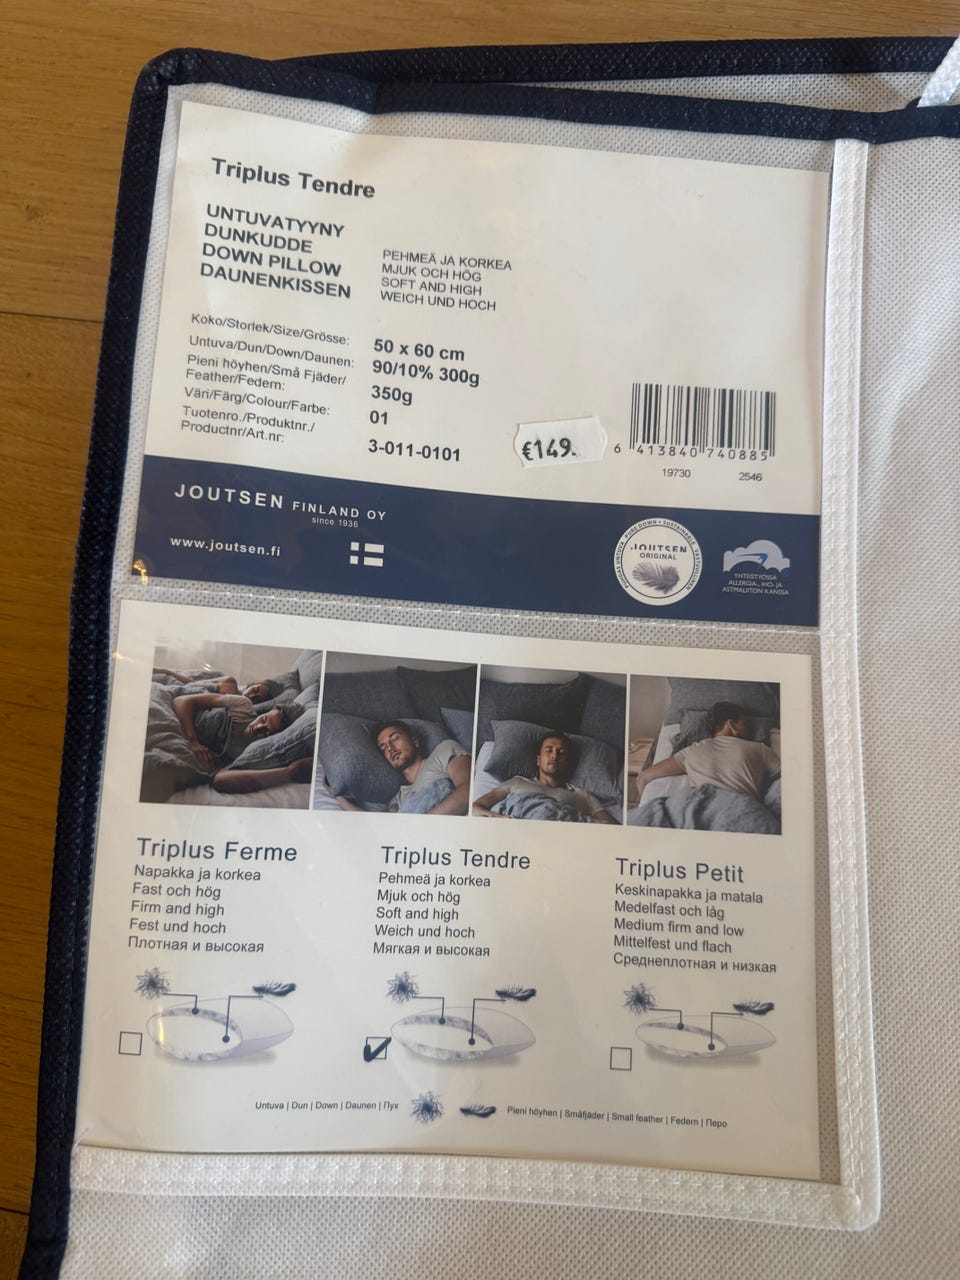 Triplus Tendre
UNTUVATYYNY
DUNKUDDE
DOWN PILLOW
DAUNENKISSEN
PEHMEÄ JA KORKEA
MJUK OCH HÖG
SOFT AND HIGH
WEICH UND HOCH
Koko/Storlek/Size/Grösse: 50 x 60 cm
Untuva/Dun/Down/Daunen: 90/10% 300g
Pieni höyhen/Små Fjäder/
Feather/Federn: 350g
Väri/Färg/Colour/Farbe: 01
Tuotenro./Produktnr./
Productnr/Art.nr: 3-011-0101
€149.
6 413840 740885
19730 2546
JOUTSEN FINLAND OY
since 1936
www.joutsen.fi
PURE DOWN • SUSTAINABLE
JOUTSEN
ORIGINAL
YHTEISTYÖSSÄ
ALLERGIA-, IHO- JA
ASTMALIITON KANSSA
Triplus Ferme
Napakka ja korkea
Fast och hög
Firm and high
Fest und hoch
Плотная и высокая
Triplus Tendre
Pehmeä ja korkea
Mjuk och hög
Soft and high
Weich und hoch
Мягкая и высокая
Triplus Petit
Keskinapakka ja matala
Medelfast och låg
Medium firm and low
Mittelfest und flach
Среднеплотная и низкая
Untuva | Dun | Down | Daunen | Пух
Pieni höyhen | Småfjäder | Small feather | Federn | Перо